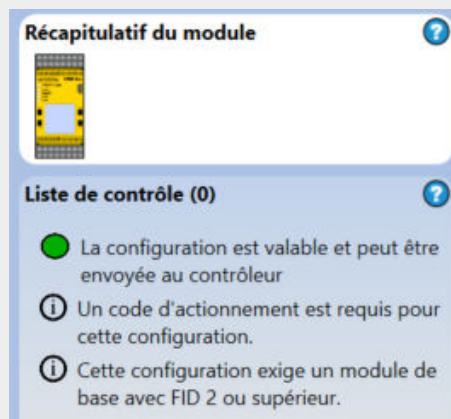 Récapitulatif du module
Liste de contrôle (0)
La configuration est valable et peut être
envoyée au contrôleur
Un code d'actionnement est requis pour
cette configuration.
Cette configuration exige un module de
base avec FID 2 ou supérieur.